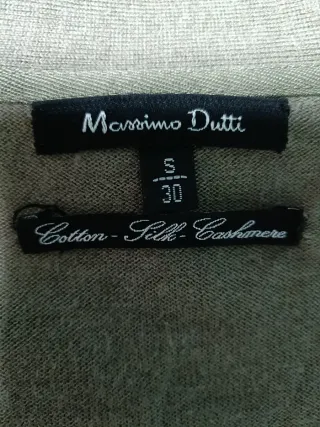 Massimo Dutti
S
30
Cotton - Silk - Cashmere